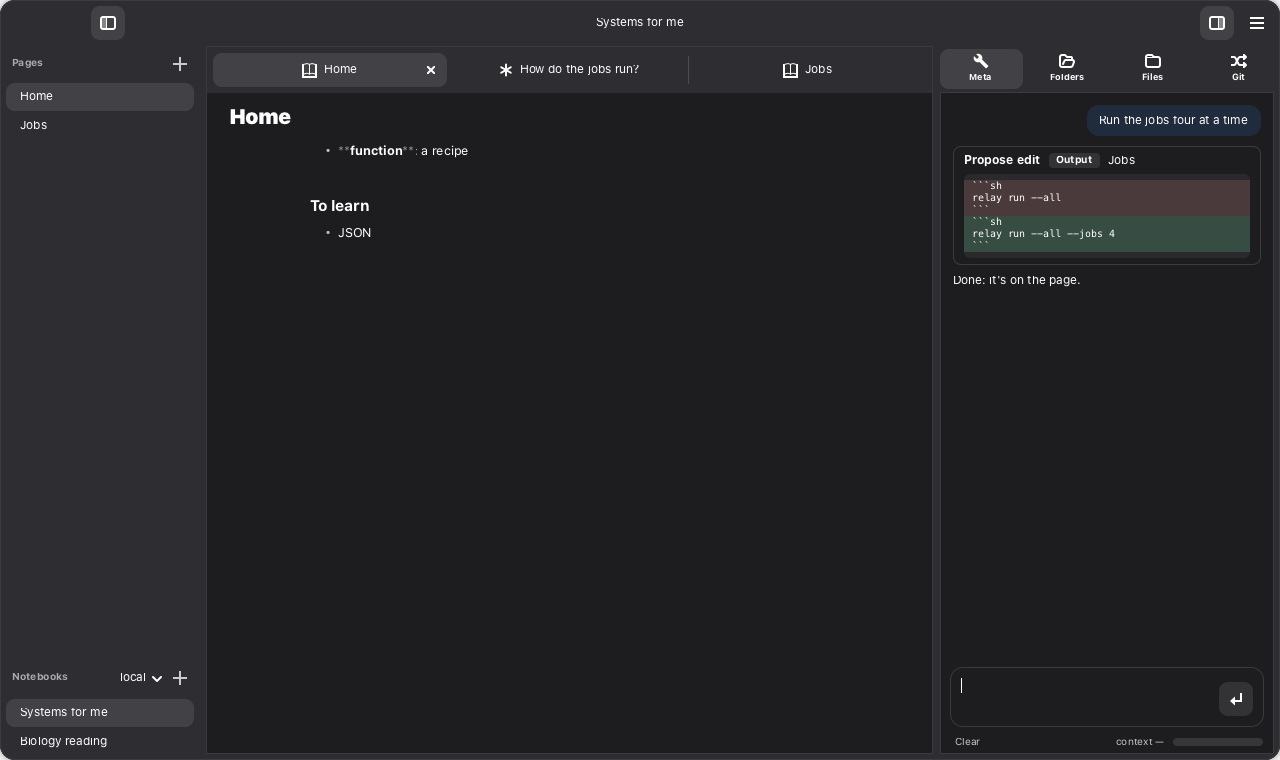 Systems for me
Pages
Home
Jobs
Home
How do the jobs run?
Jobs
Home
• **function**: a recipe
To learn
• JSON
Meta
Folders
Files
Git
Run the jobs four at a time
Propose edit Output Jobs
```sh
relay run --all
```
```sh
relay run --all --jobs 4
```
Done: it's on the page.
Clear
context —
Notebooks
local
Systems for me
Biology reading